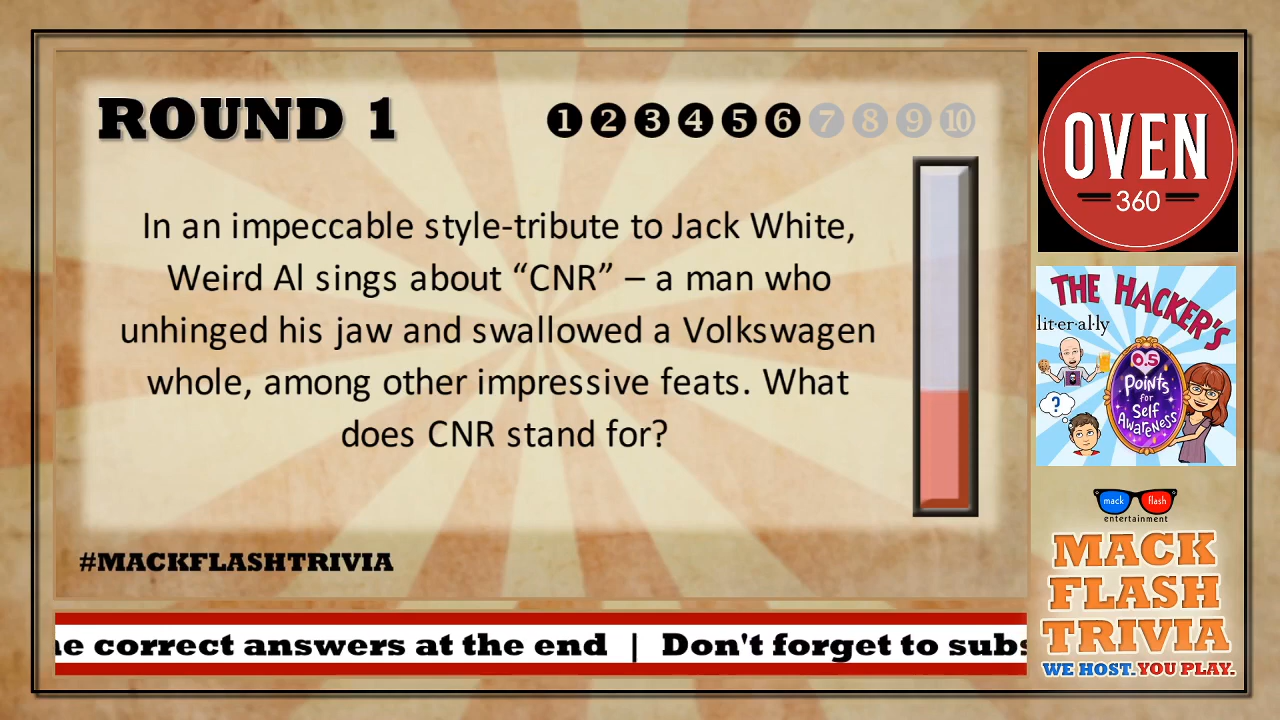 ROUND 1
1 2 3 4 5 6 7 8 9 10
In an impeccable style-tribute to Jack White,
Weird Al sings about “CNR” – a man who
unhinged his jaw and swallowed a Volkswagen
whole, among other impressive feats. What
does CNR stand for?
#MACKFLASHTRIVIA
correct answers at the end | Don't forget to subs
OVEN
360
THE HACKER'S
lit·er·al·ly
0.5
POiNts
for
Self
AWaReNeSS
?
mack flash
entertainment
MACK
FLASH
TRIVIA
WE HOST. YOU PLAY.